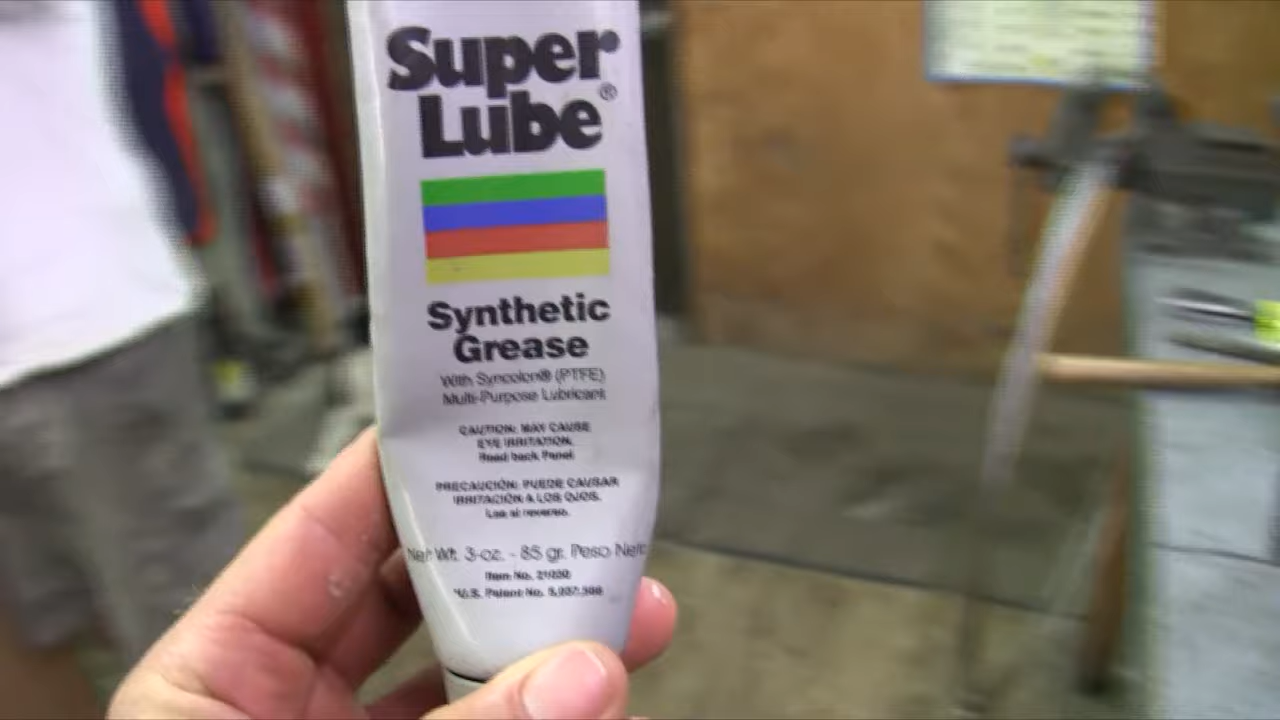 Super
Lube®
Synthetic
Grease
With Syncolon® (PTFE)
Multi-Purpose Lubricant
CAUTION: MAY CAUSE
EYE IRRITATION.
Read back Panel.
PRECAUCIÓN: PUEDE CAUSAR
IRRITACIÓN A LOS OJOS.
Lea al reverso.
Net Wt. 3-oz. - 85 gr. Peso Neto
Item No. 21030
U.S. Patent No.